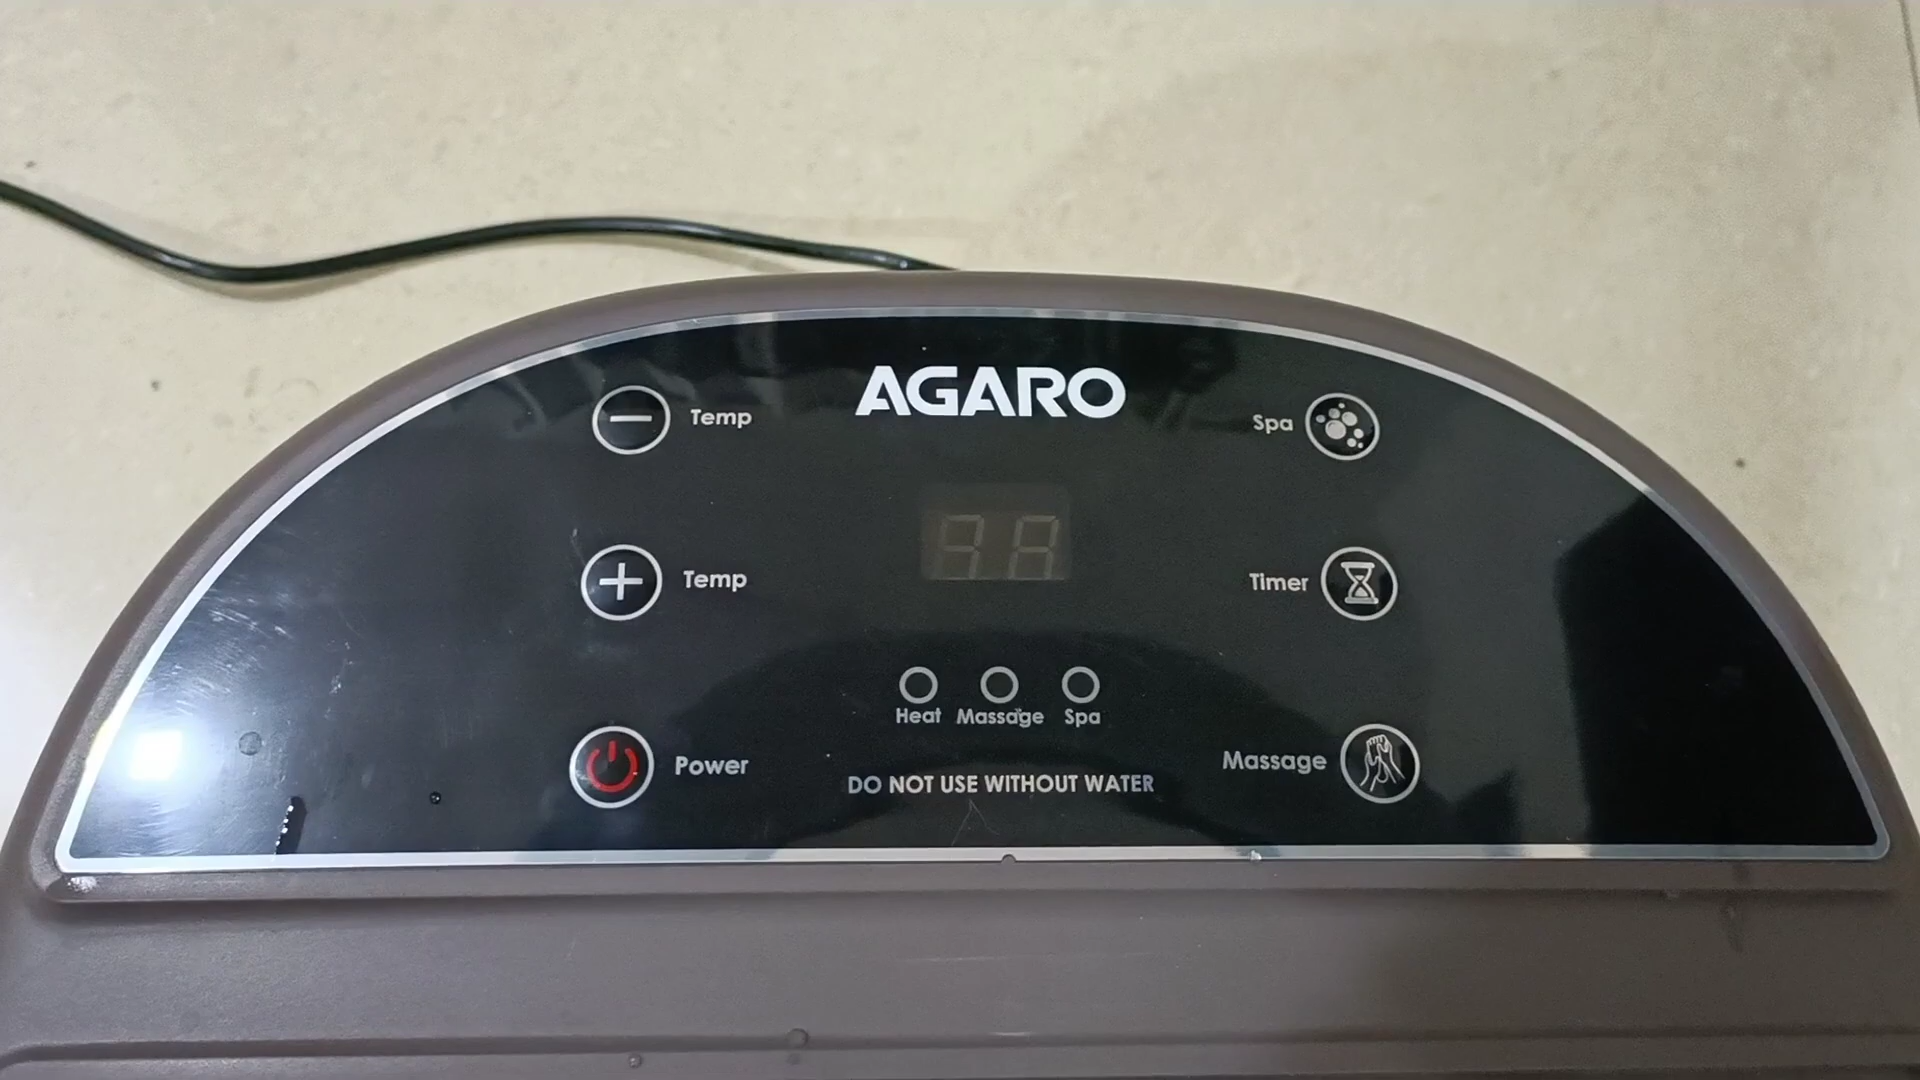 AGARO
Temp
Spa
Temp
Timer
Heat Massage Spa
Power
Massage
DO NOT USE WITHOUT WATER